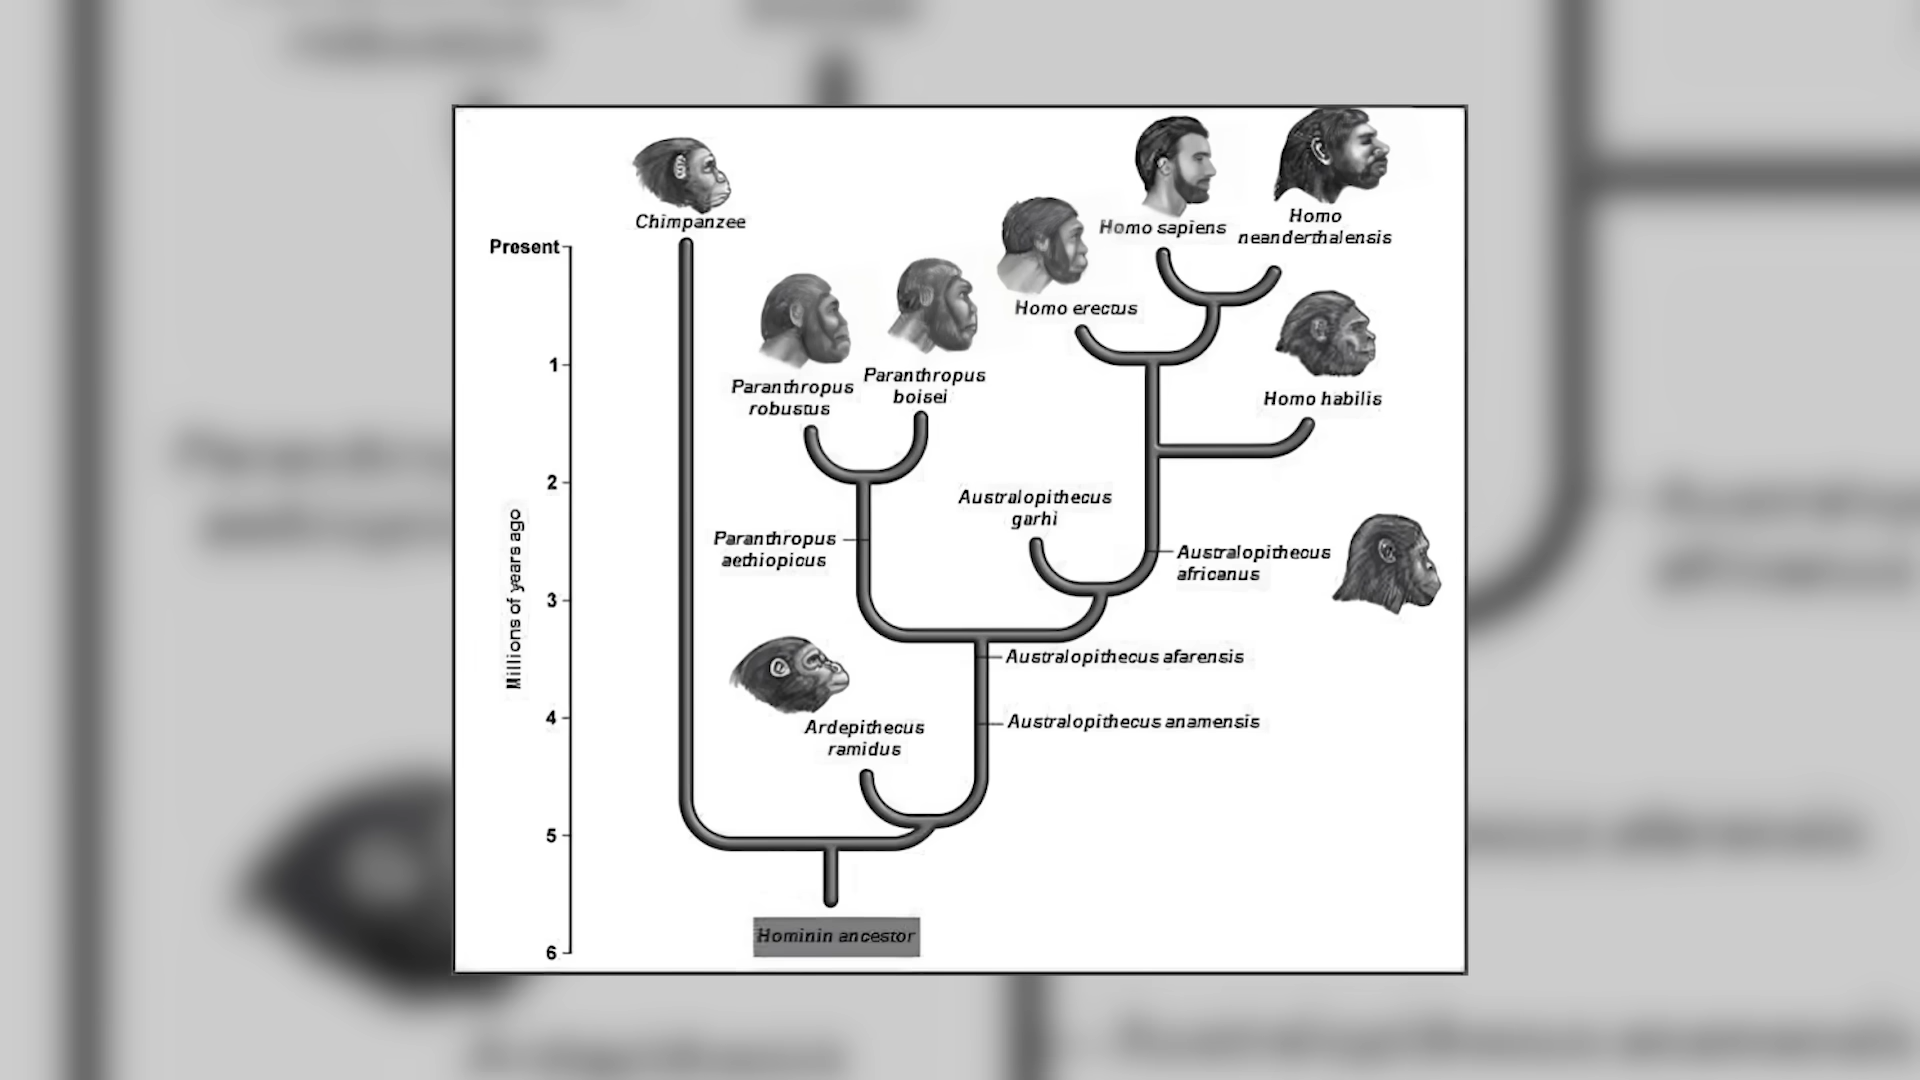 Chimpanzee
Homo sapiens
Homo
neanderthalensis
Present
Homo erectus
1
Paranthropus
robustus
Paranthropus
boisei
Homo habilis
2
Australopithecus
garhi
Paranthropus
aethiopicus
Australopithecus
africanus
Millions of years ago
3
Australopithecus afarensis
4
Ardepithecus
ramidus
Australopithecus anamensis
5
Hominin ancestor
6